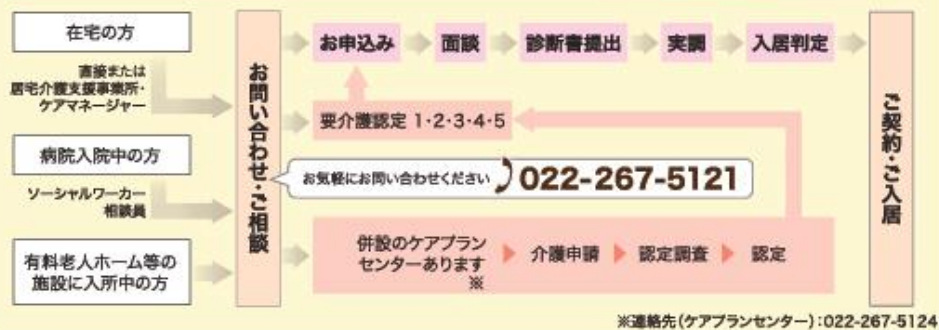 在宅の方
直接または
居宅介護支援事業所・
ケアマネージャー
病院入院中の方
ソーシャルワーカー
相談員
有料老人ホーム等の
施設に入所中の方
お問い合わせ・ご相談
お申込み
面談
診断書提出
実調
入居判定
要介護認定 1・2・3・4・5
お気軽にお問い合わせください 022-267-5121
併設のケアプラン
センターあります
※
介護申請
認定調査
認定
ご契約・ご入居
※連絡先(ケアプランセンター):022-267-5124